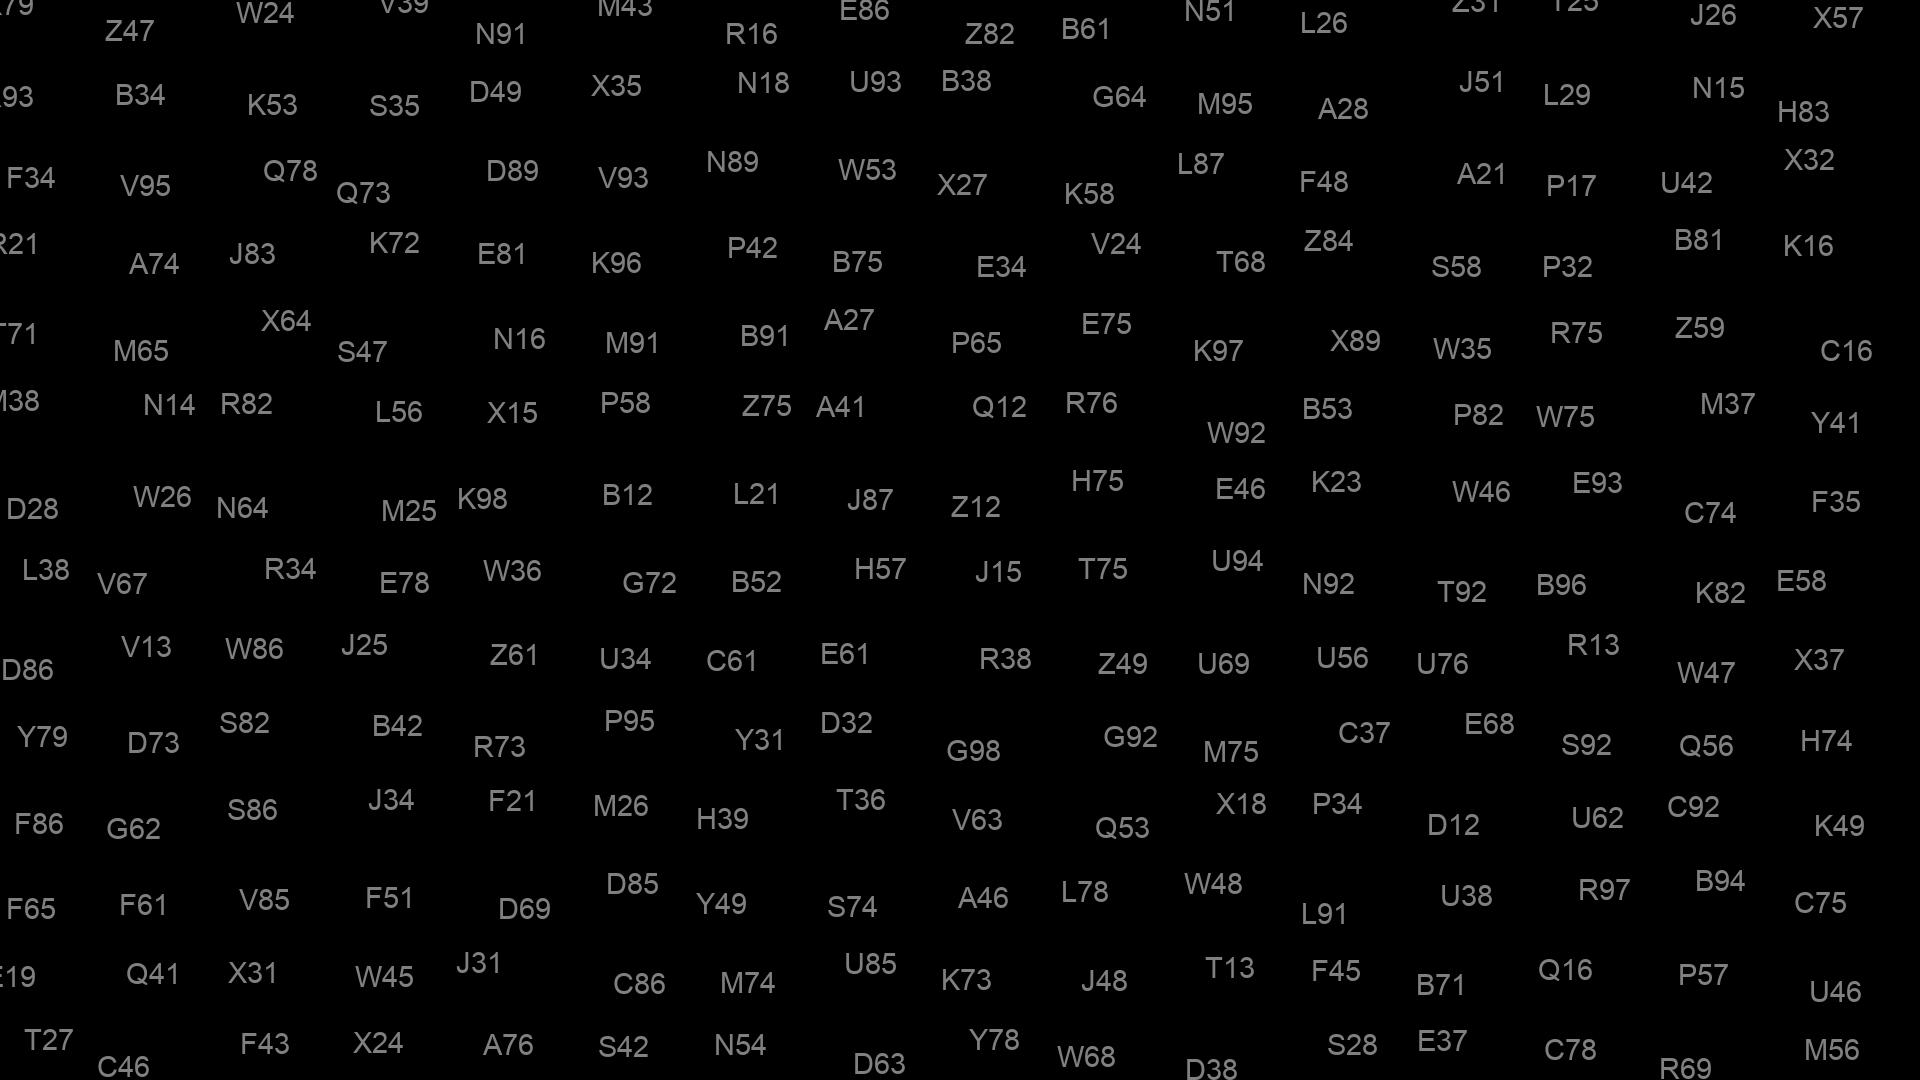 Z47 W24 V39 N91 M43 R16 E86 Z82 B61 N51 L26 Z31 T25 J26 X57
B34 K53 S35 D49 X35 N18 U93 B38 G64 M95 A28 J51 L29 N15 H83
F34 V95 Q78 Q73 D89 V93 N89 W53 X27 K58 L87 F48 A21 P17 U42 X32
R21 A74 J83 K72 E81 K96 P42 B75 E34 V24 T68 Z84 S58 P32 B81 K16
T71 M65 X64 S47 N16 M91 B91 A27 P65 E75 K97 X89 W35 R75 Z59 C16
M38 N14 R82 L56 X15 P58 Z75 A41 Q12 R76 W92 B53 P82 W75 M37 Y41
D28 W26 N64 M25 K98 B12 L21 J87 Z12 H75 E46 K23 W46 E93 C74 F35
L38 V67 R34 E78 W36 G72 B52 H57 J15 T75 U94 N92 T92 B96 K82 E58
D86 V13 W86 J25 Z61 U34 C61 E61 R38 Z49 U69 U56 U76 R13 W47 X37
Y79 D73 S82 B42 R73 P95 Y31 D32 G98 G92 M75 C37 E68 S92 Q56 H74
F86 G62 S86 J34 F21 M26 H39 T36 V63 Q53 X18 P34 D12 U62 C92 K49
F65 F61 V85 F51 D69 D85 Y49 S74 A46 L78 W48 L91 U38 R97 B94 C75
E19 Q41 X31 W45 J31 C86 M74 U85 K73 J48 T13 F45 B71 Q16 P57 U46
T27 C46 F43 X24 A76 S42 N54 D63 Y78 W68 D38 S28 E37 C78 R69 M56